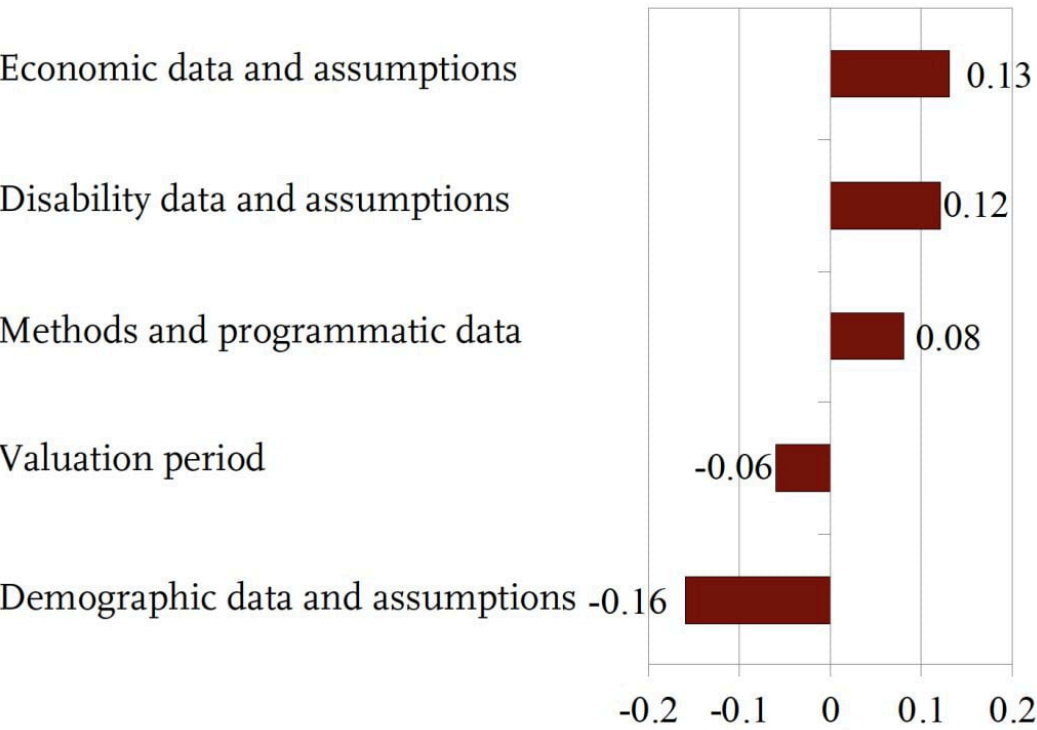 Economic data and assumptions 0.13
Disability data and assumptions 0.12
Methods and programmatic data 0.08
Valuation period -0.06
Demographic data and assumptions -0.16
-0.2 -0.1 0 0.1 0.2